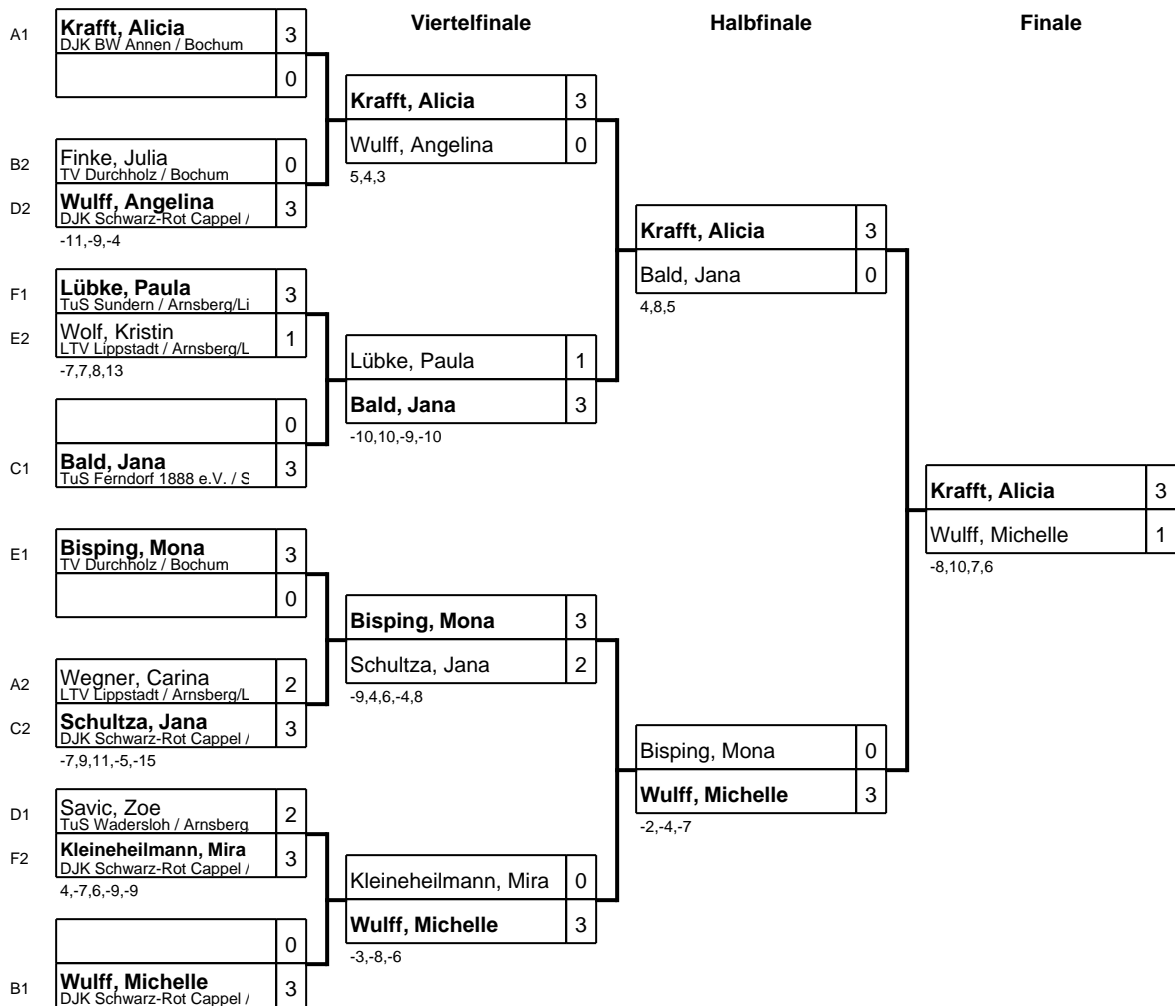 Viertelfinale
Halbfinale
Finale
A1
Krafft, Alicia 3
DJK BW Annen / Bochum
0
B2
Finke, Julia 0
TV Durchholz / Bochum
D2
Wulff, Angelina 3
DJK Schwarz-Rot Cappel /
-11,-9,-4
F1
Lübke, Paula 3
TuS Sundern / Arnsberg/Li
E2
Wolf, Kristin 1
LTV Lippstadt / Arnsberg/L
-7,7,8,13
0
C1
Bald, Jana 3
TuS Ferndorf 1888 e.V. / S
E1
Bisping, Mona 3
TV Durchholz / Bochum
0
A2
Wegner, Carina 2
LTV Lippstadt / Arnsberg/L
C2
Schultza, Jana 3
DJK Schwarz-Rot Cappel /
-7,9,11,-5,-15
D1
Savic, Zoe 2
TuS Wadersloh / Arnsberg
F2
Kleineheilmann, Mira 3
DJK Schwarz-Rot Cappel /
4,-7,6,-9,-9
0
B1
Wulff, Michelle 3
DJK Schwarz-Rot Cappel /
Krafft, Alicia 3
Wulff, Angelina 0
5,4,3
Lübke, Paula 1
Bald, Jana 3
-10,10,-9,-10
Bisping, Mona 3
Schultza, Jana 2
-9,4,6,-4,8
Kleineheilmann, Mira 0
Wulff, Michelle 3
-3,-8,-6
Krafft, Alicia 3
Bald, Jana 0
4,8,5
Bisping, Mona 0
Wulff, Michelle 3
-2,-4,-7
Krafft, Alicia 3
Wulff, Michelle 1
-8,10,7,6